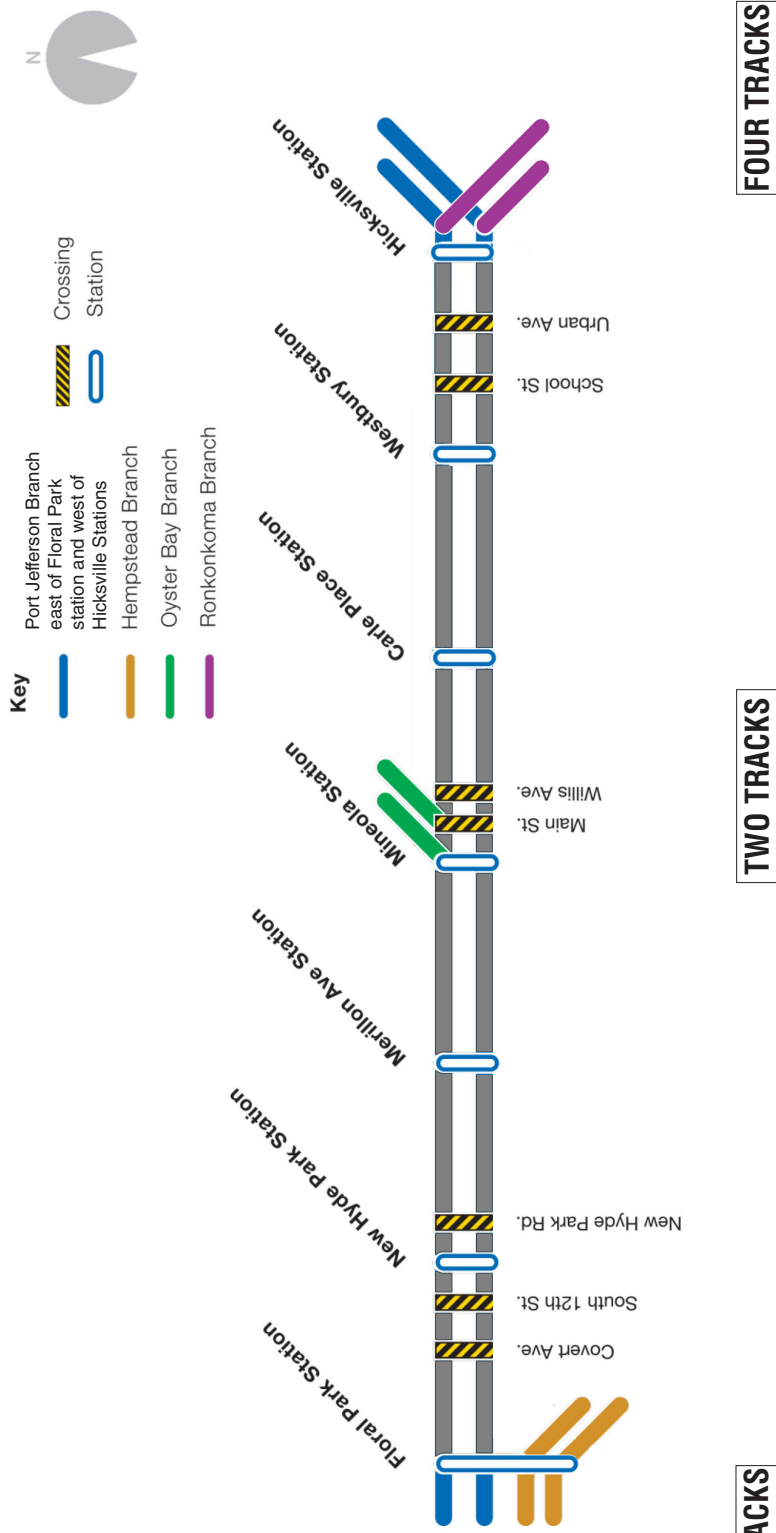 N
Key
Port Jefferson Branch
east of Floral Park
station and west of
Hicksville Stations
Hempstead Branch
Oyster Bay Branch
Ronkonkoma Branch
Crossing
Station
Floral Park Station
New Hyde Park Station
Merillon Ave Station
Mineola Station
Carle Place Station
Westbury Station
Hicksville Station
Covert Ave.
South 12th St.
New Hyde Park Rd.
Main St.
Willis Ave.
School St.
Urban Ave.
TWO TRACKS
FOUR TRACKS